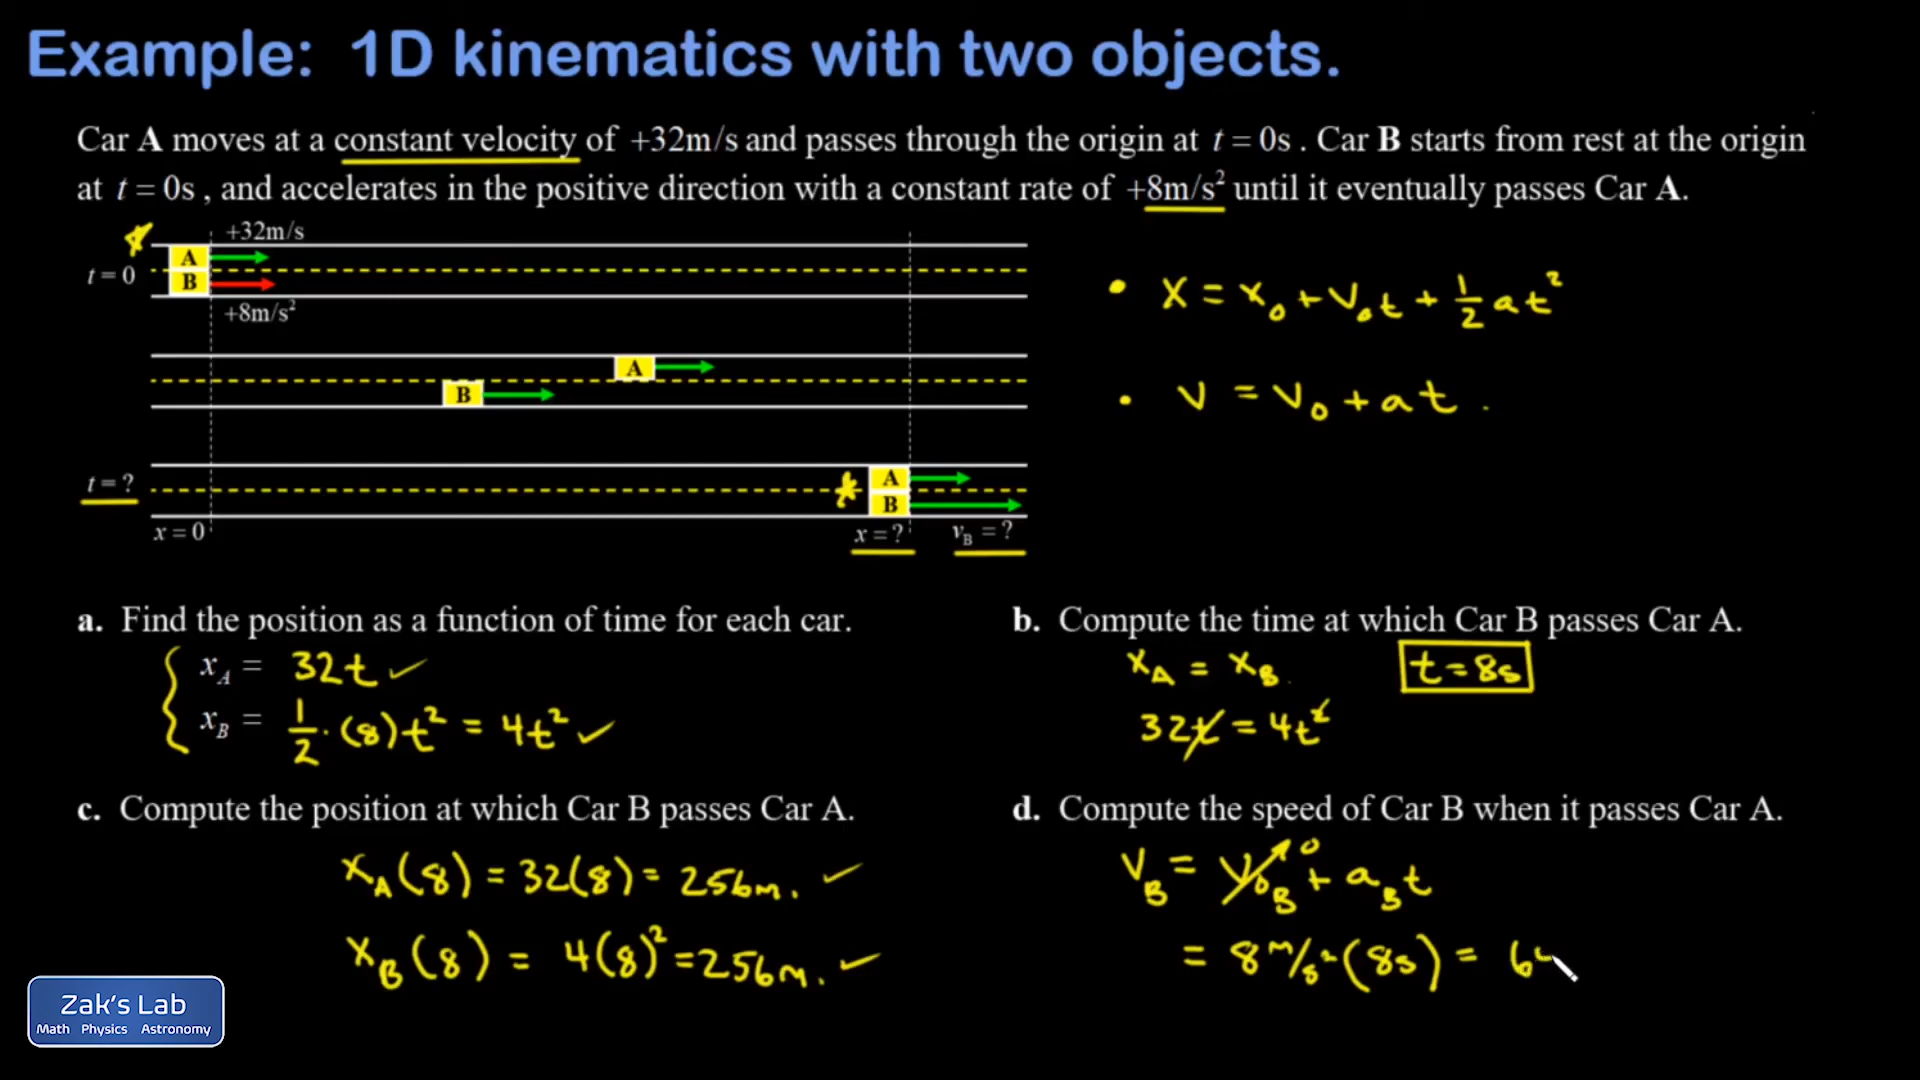 Example: 1D kinematics with two objects.
Car A moves at a constant velocity of +32m/s and passes through the origin at t = 0s . Car B starts from rest at the origin
at t = 0s , and accelerates in the positive direction with a constant rate of +8m/s² until it eventually passes Car A.
+32m/s
A
t = 0
B
+8m/s²
A
B
t = ?
A
B
x = 0
x = ?
v_B = ?
x = x₀ + v₀t + ½at²
v = v₀ + at .
a. Find the position as a function of time for each car.
x_A = 32t ✓
x_B = 1/2 · (8)t² = 4t² ✓
b. Compute the time at which Car B passes Car A.
x_A = x_B
t = 8s
32t = 4t²
c. Compute the position at which Car B passes Car A.
x_A(8) = 32(8) = 256m. ✓
x_B(8) = 4(8)² = 256m. ✓
d. Compute the speed of Car B when it passes Car A.
v_B = v₀_B 0 + a_B t
= 8 m/s² (8s) = 64
Zak's Lab
Math Physics Astronomy